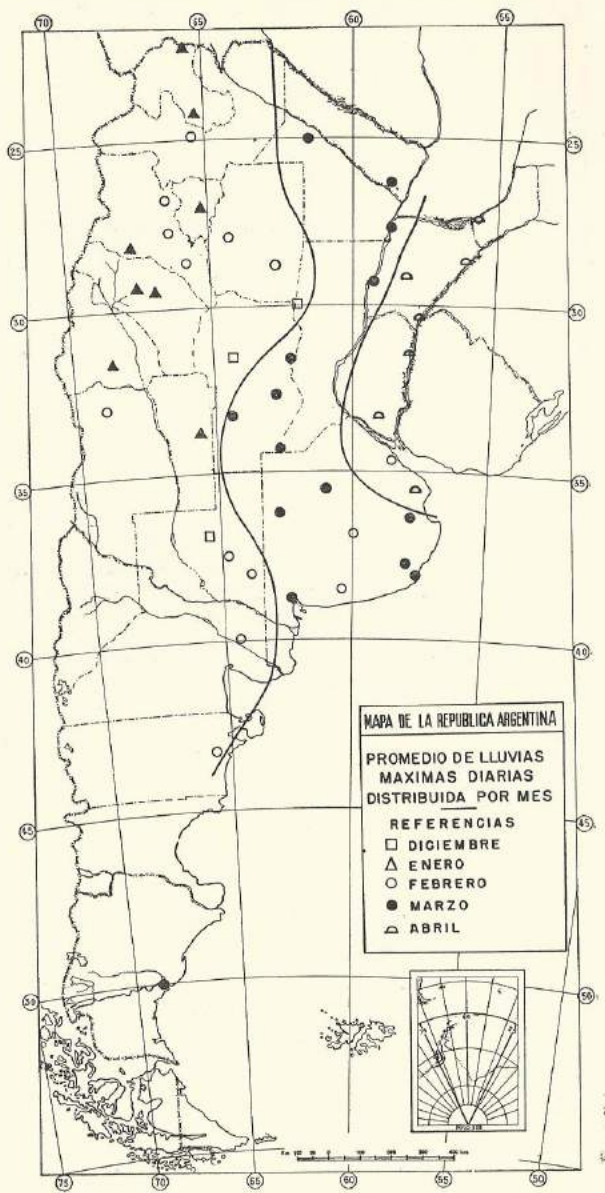 70 65 60 55
25 25
30 30
35 35
40 40
45 45
50 50
75 70 65 60 55 50
MAPA DE LA REPUBLICA ARGENTINA
PROMEDIO DE LLUVIAS
MAXIMAS DIARIAS
DISTRIBUIDA POR MES
REFERENCIAS
DICIEMBRE
ENERO
FEBRERO
MARZO
ABRIL